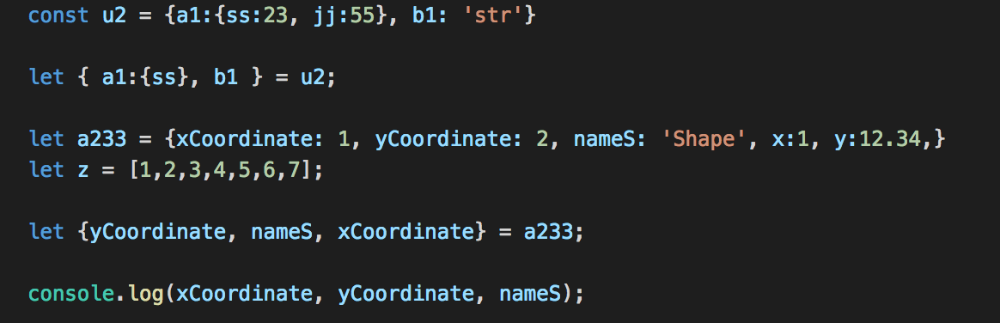 const u2 = {a1:{ss:23, jj:55}, b1: 'str'}
let { a1:{ss}, b1 } = u2;
let a233 = {xCoordinate: 1, yCoordinate: 2, nameS: 'Shape', x:1, y:12.34,}
let z = [1,2,3,4,5,6,7];
let {yCoordinate, nameS, xCoordinate} = a233;
console.log(xCoordinate, yCoordinate, nameS);